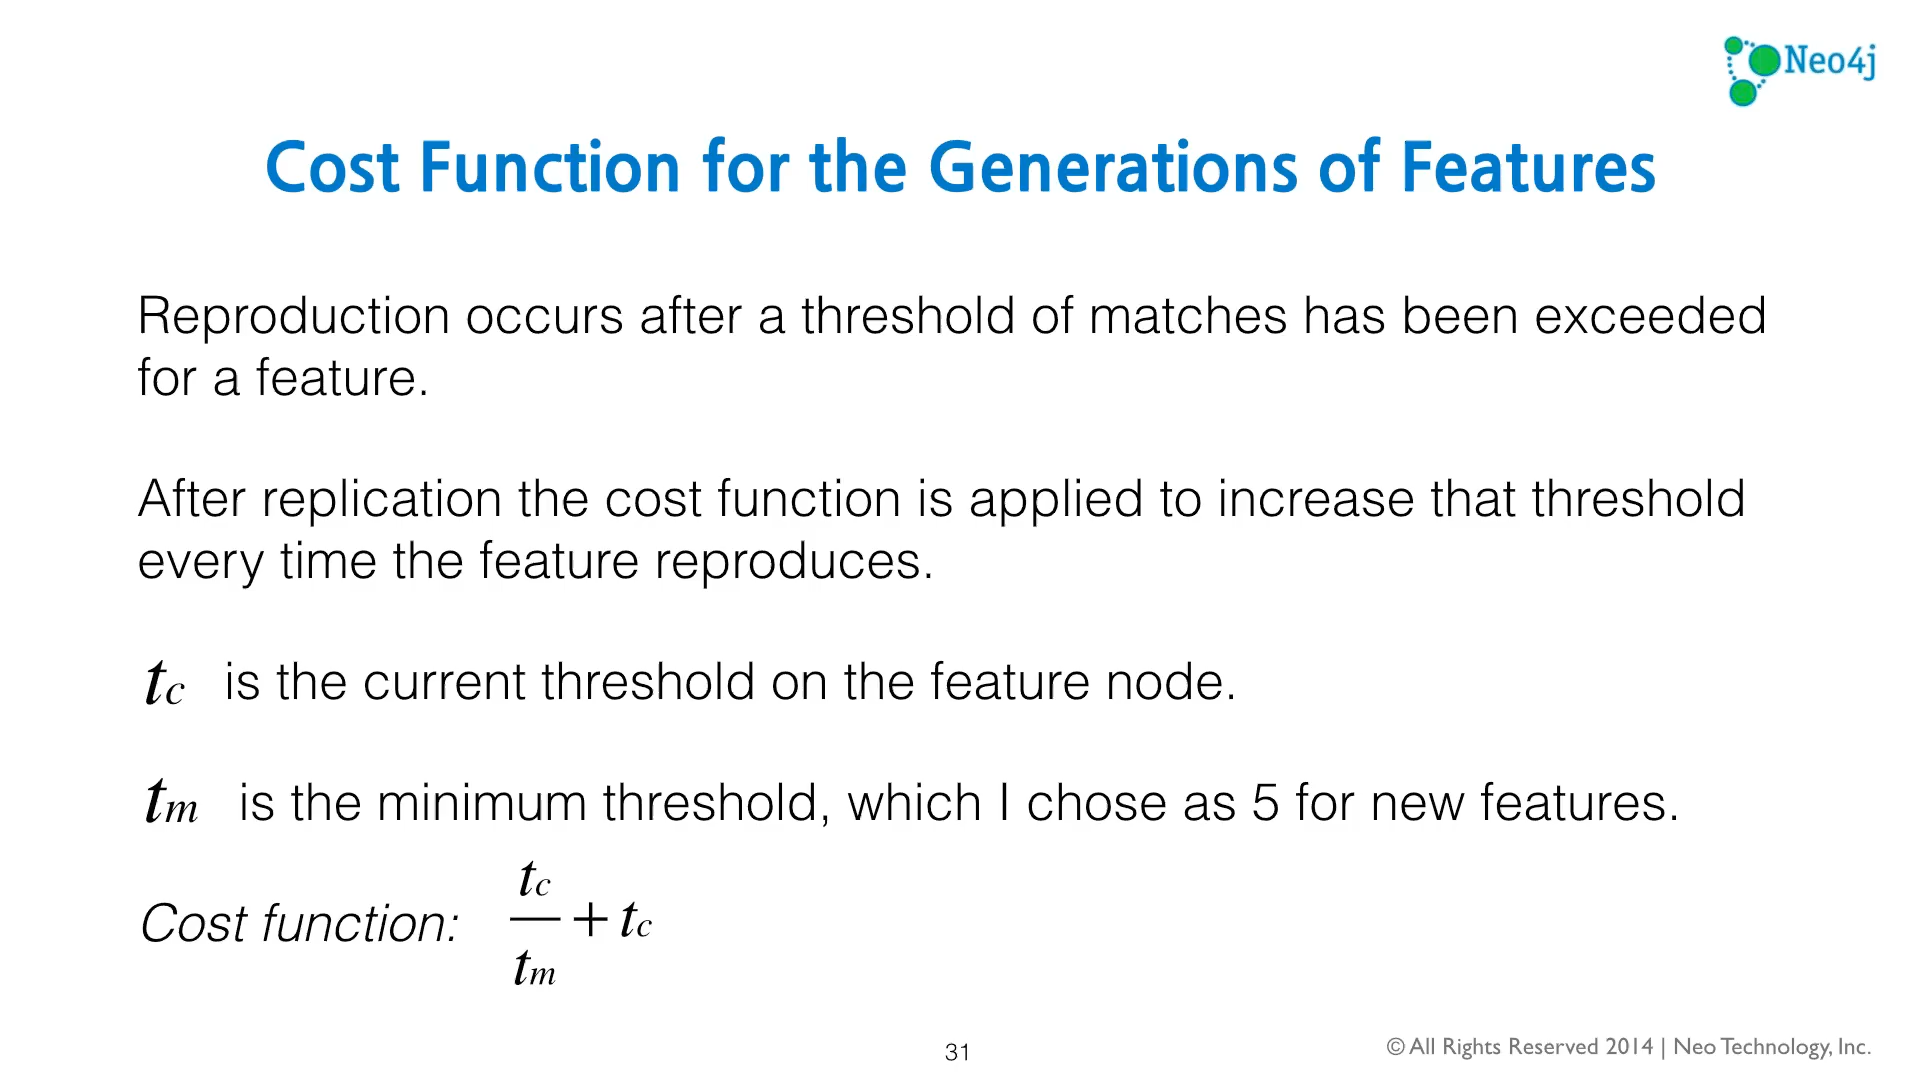 Neo4j
Cost Function for the Generations of Features
Reproduction occurs after a threshold of matches has been exceeded
for a feature.
After replication the cost function is applied to increase that threshold
every time the feature reproduces.
tc is the current threshold on the feature node.
tm is the minimum threshold, which I chose as 5 for new features.
Cost function: tc/tm + tc
31
© All Rights Reserved 2014 | Neo Technology, Inc.